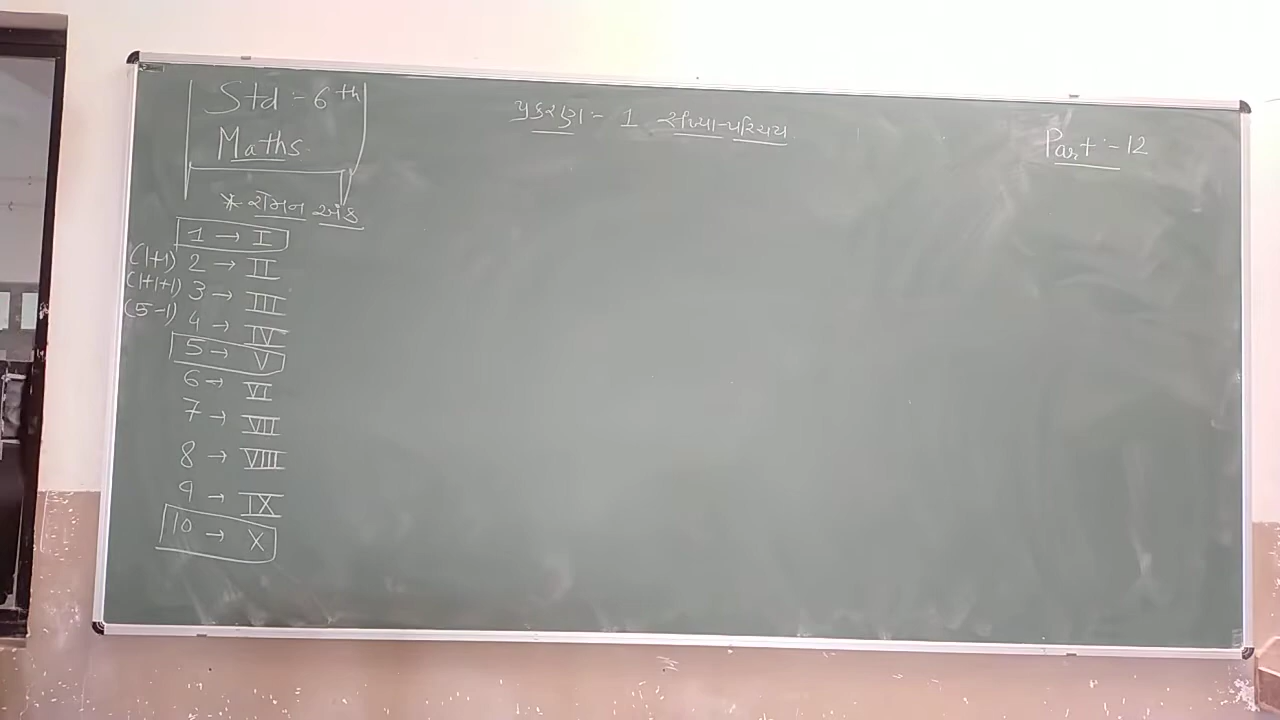 Std :- 6th
Maths.
પ્રકરણ :- 1 સંખ્યા-પરિચય
Part :- 12
* રોમન અંક
1 → I
(1+1) 2 → II
(1+1+1) 3 → III
(5-1) 4 → IV
5 → V
6 → VI
7 → VII
8 → VIII
9 → IX
10 → X